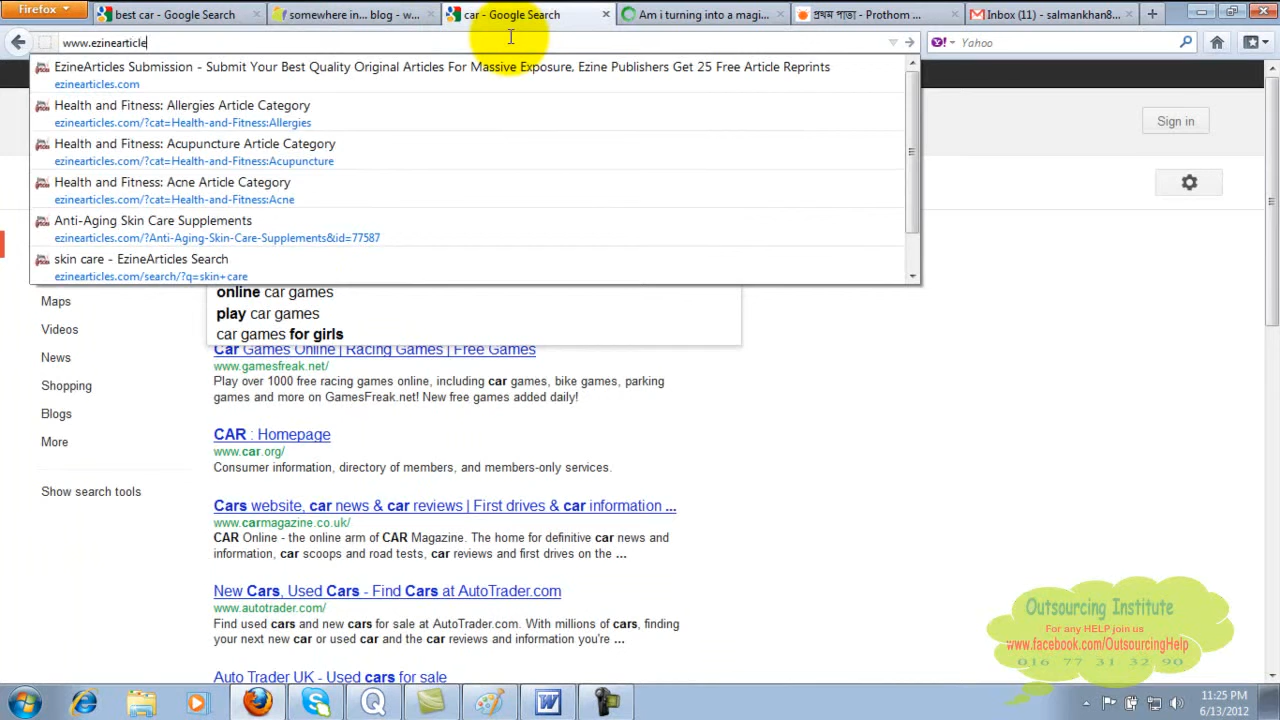 Firefox
best car - Google Search
somewhere in... blog - w...
car - Google Search
Am i turning into a magi...
প্রথম পাতা - Prothom ...
Inbox (11) - salmankhan8...
www.ezinearticle
Yahoo
EzineArticles Submission - Submit Your Best Quality Original Articles For Massive Exposure, Ezine Publishers Get 25 Free Article Reprints
ezinearticles.com
Health and Fitness: Allergies Article Category
ezinearticles.com/?cat=Health-and-Fitness:Allergies
Health and Fitness: Acupuncture Article Category
ezinearticles.com/?cat=Health-and-Fitness:Acupuncture
Health and Fitness: Acne Article Category
ezinearticles.com/?cat=Health-and-Fitness:Acne
Anti-Aging Skin Care Supplements
ezinearticles.com/?Anti-Aging-Skin-Care-Supplements&id=77587
skin care - EzineArticles Search
ezinearticles.com/search/?q=skin+care
Sign in
Maps
Videos
News
Shopping
Blogs
More
Show search tools
online car games
play car games
car games for girls
Car Games Online | Racing Games | Free Games
www.gamesfreak.net/
Play over 1000 free racing games online, including car games, bike games, parking
games and more on GamesFreak.net! New free games added daily!
CAR : Homepage
www.car.org/
Consumer information, directory of members, and members-only services.
Cars website, car news & car reviews | First drives & car information ...
www.carmagazine.co.uk/
CAR Online - the online arm of CAR Magazine. The home for definitive car news and
information, car scoops and road tests, car reviews and first drives on the ...
New Cars, Used Cars - Find Cars at AutoTrader.com
www.autotrader.com/
Find used cars and new cars for sale at AutoTrader.com. With millions of cars, finding
your next new car or used car and the car reviews and information you're ...
Auto Trader UK - Used cars for sale
Outsourcing Institute
For any HELP join us
www.facebook.com/OutsourcingHelp
016 77 31 32 90
11:25 PM
6/13/2012